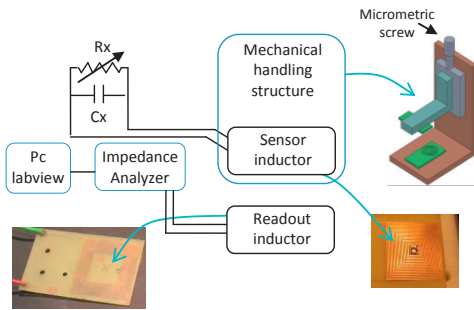 Micrometric
screw
Rx
Cx
Mechanical
handling
structure
Sensor
inductor
Pc
labview
Impedance
Analyzer
Readout
inductor